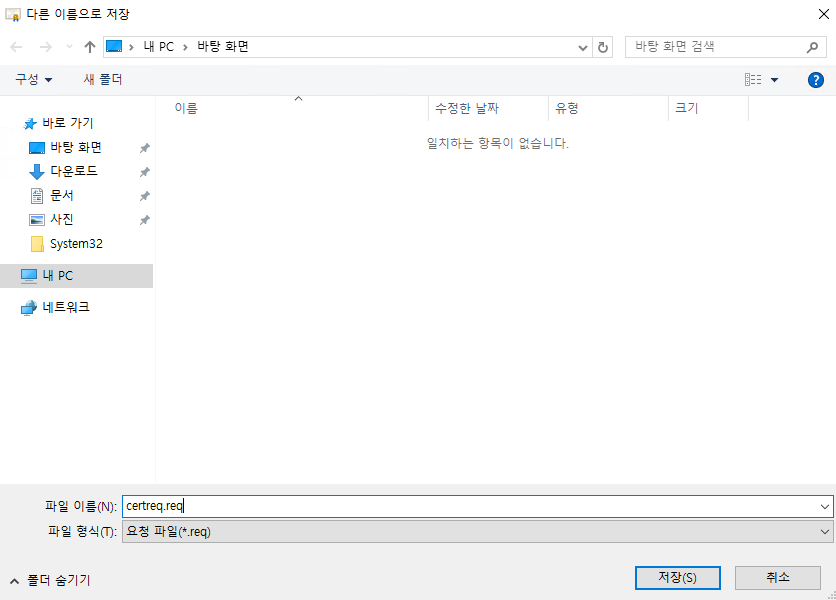 다른 이름으로 저장
내 PC
바탕 화면
바탕 화면 검색
구성
새 폴더
이름
수정한 날짜
유형
크기
바로 가기
바탕 화면
다운로드
문서
사진
System32
내 PC
네트워크
일치하는 항목이 없습니다.
파일 이름(N):
certreq.req
파일 형식(T):
요청 파일(*.req)
폴더 숨기기
저장(S)
취소